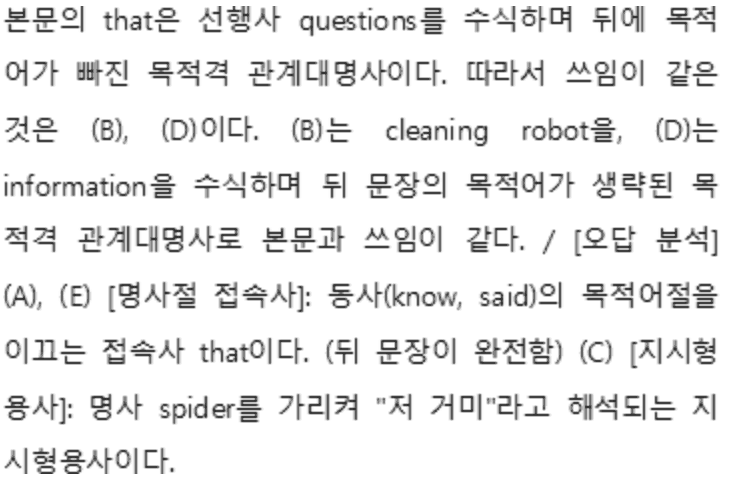 본문의 that은 선행사 questions를 수식하며 뒤에 목적
어가 빠진 목적격 관계대명사이다. 따라서 쓰임이 같은
것은 (B), (D)이다. (B)는 cleaning robot을, (D)는
information을 수식하며 뒤 문장의 목적어가 생략된 목
적격 관계대명사로 본문과 쓰임이 같다. / [오답 분석]
(A), (E) [명사절 접속사]: 동사(know, said)의 목적어절을
이끄는 접속사 that이다. (뒤 문장이 완전함) (C) [지시형
용사]: 명사 spider를 가리켜 "저 거미"라고 해석되는 지
시형용사이다.